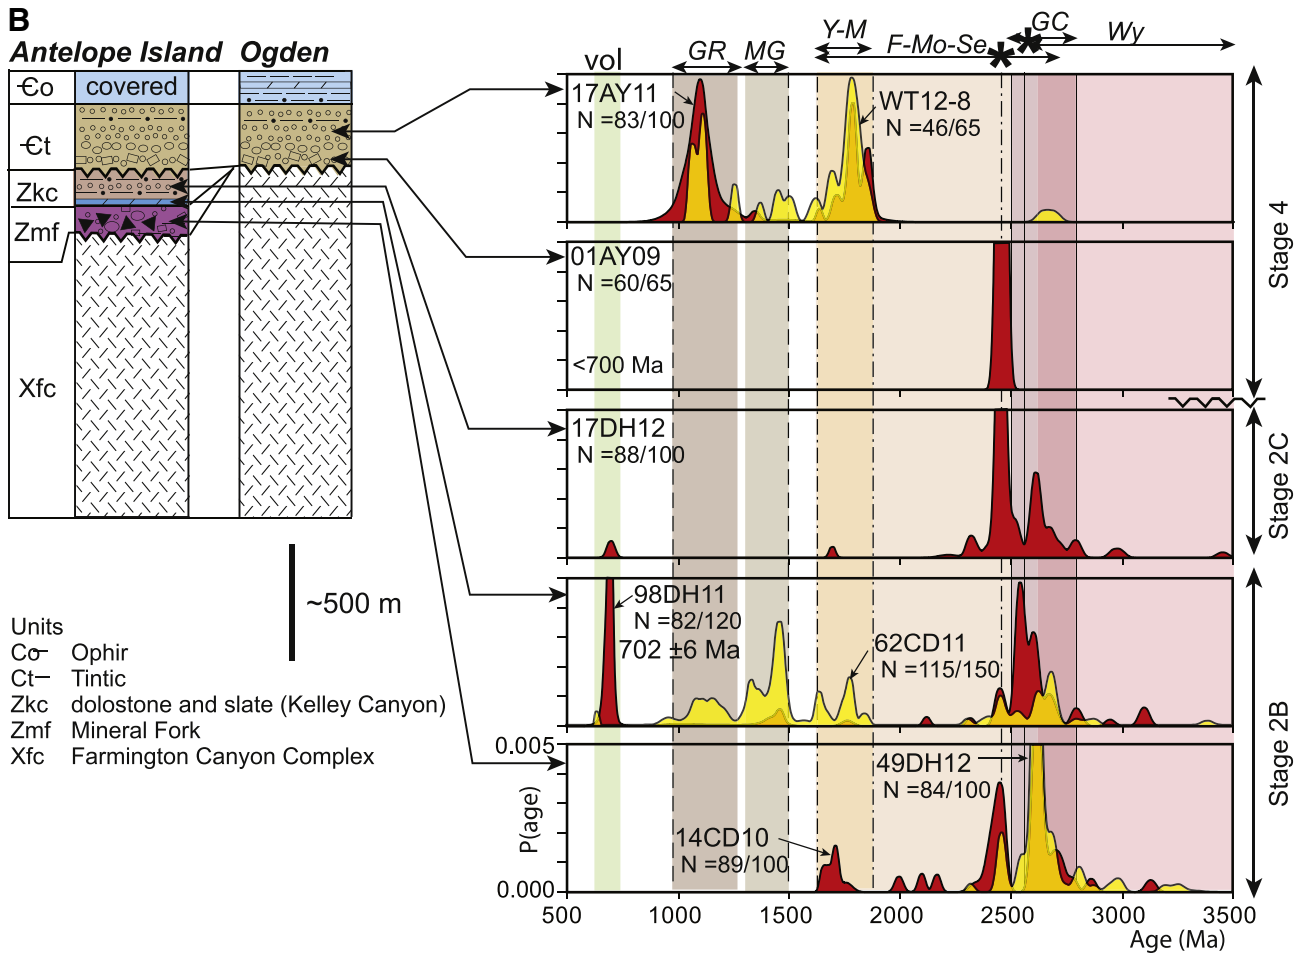 B
Antelope Island Ogden
Ꞓo covered
Ꞓt
Zkc
Zmf
Xfc
~500 m
Units
Co– Ophir
Ct– Tintic
Zkc dolostone and slate (Kelley Canyon)
Zmf Mineral Fork
Xfc Farmington Canyon Complex
vol GR MG Y-M F-Mo-Se GC Wy
* *
17AY11
N =83/100
WT12-8
N =46/65
01AY09
N =60/65
<700 Ma
Stage 4
17DH12
N =88/100
Stage 2C
98DH11
N =82/120
702 ±6 Ma
62CD11
N =115/150
Stage 2B
49DH12
N =84/100
14CD10
N =89/100
0.005
P(age)
0.000
500 1000 1500 2000 2500 3000 3500
Age (Ma)